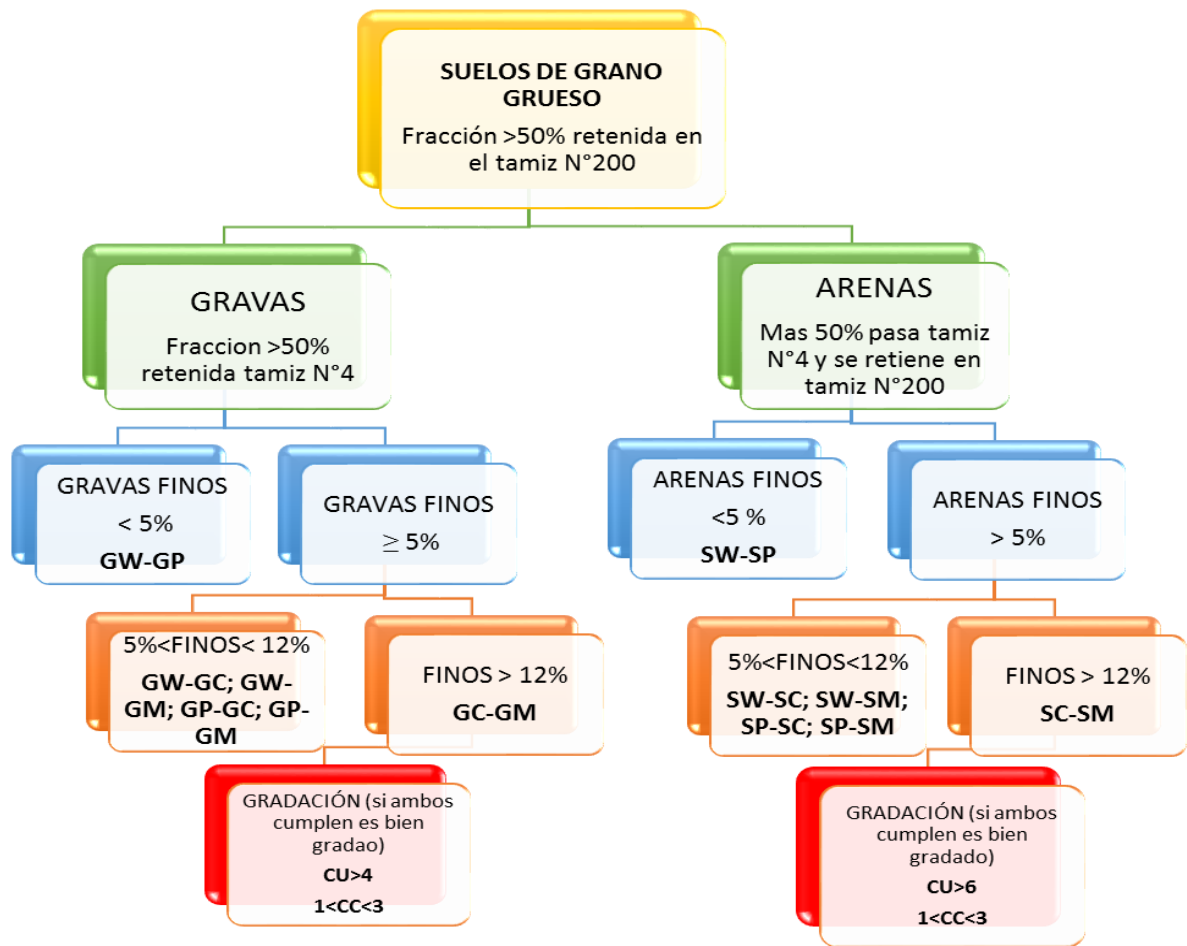 SUELOS DE GRANO
GRUESO
Fracción >50% retenida en
el tamiz N°200
GRAVAS
Fraccion >50%
retenida tamiz N°4
ARENAS
Mas 50% pasa tamiz
N°4 y se retiene en
tamiz N°200
GRAVAS FINOS
< 5%
GW-GP
GRAVAS FINOS
≥ 5%
ARENAS FINOS
<5 %
SW-SP
ARENAS FINOS
> 5%
5%<FINOS< 12%
GW-GC; GW-
GM; GP-GC; GP-
GM
FINOS > 12%
GC-GM
5%<FINOS<12%
SW-SC; SW-SM;
SP-SC; SP-SM
FINOS > 12%
SC-SM
GRADACIÓN (si ambos
cumplen es bien
gradao)
CU>4
1<CC<3
GRADACIÓN (si ambos
cumplen es bien
gradado)
CU>6
1<CC<3